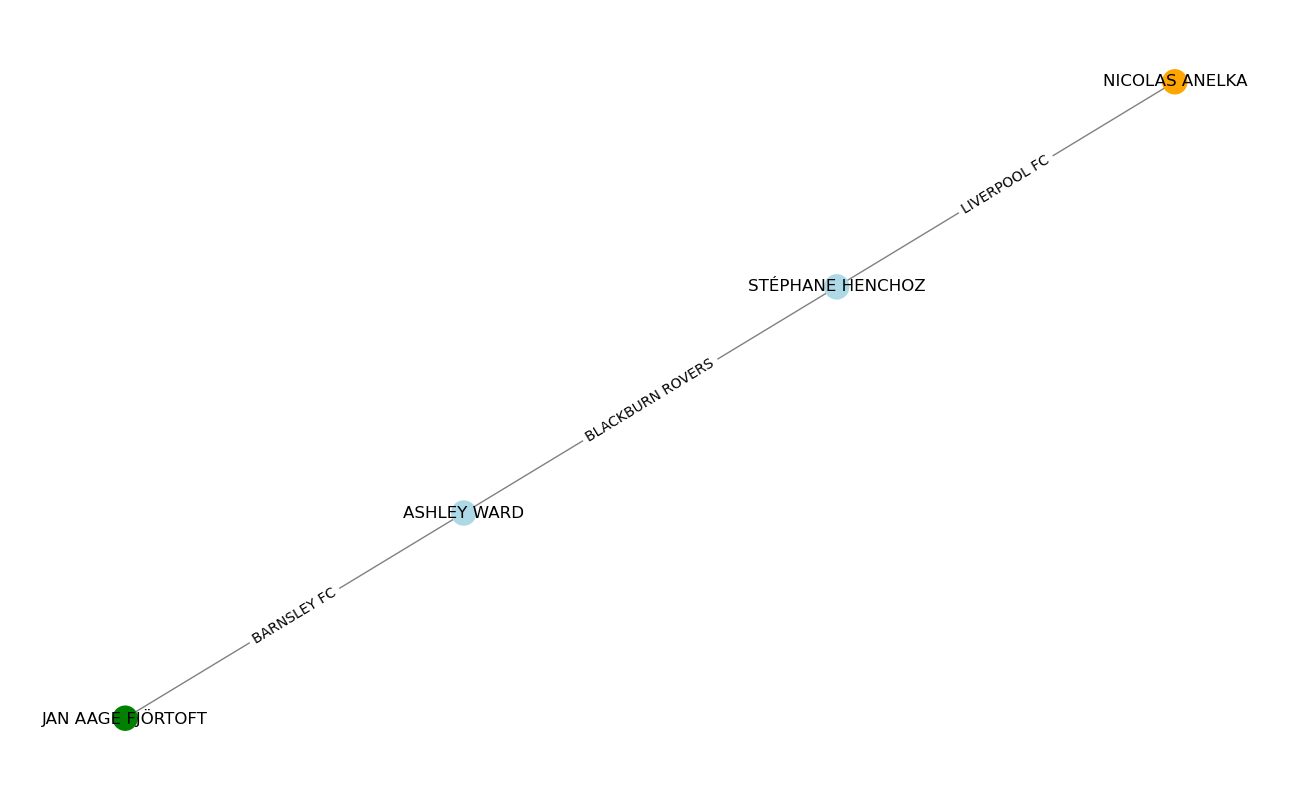 NICOLAS ANELKA
LIVERPOOL FC
STÉPHANE HENCHOZ
BLACKBURN ROVERS
ASHLEY WARD
BARNSLEY FC
JAN AAGE FJÖRTOFT